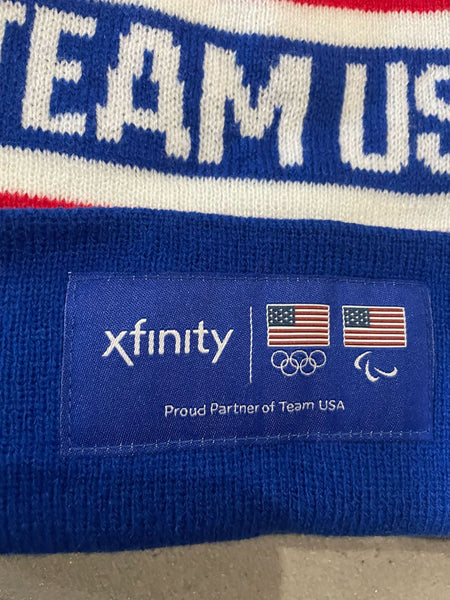 TEAM US
xfinity
Proud Partner of Team USA